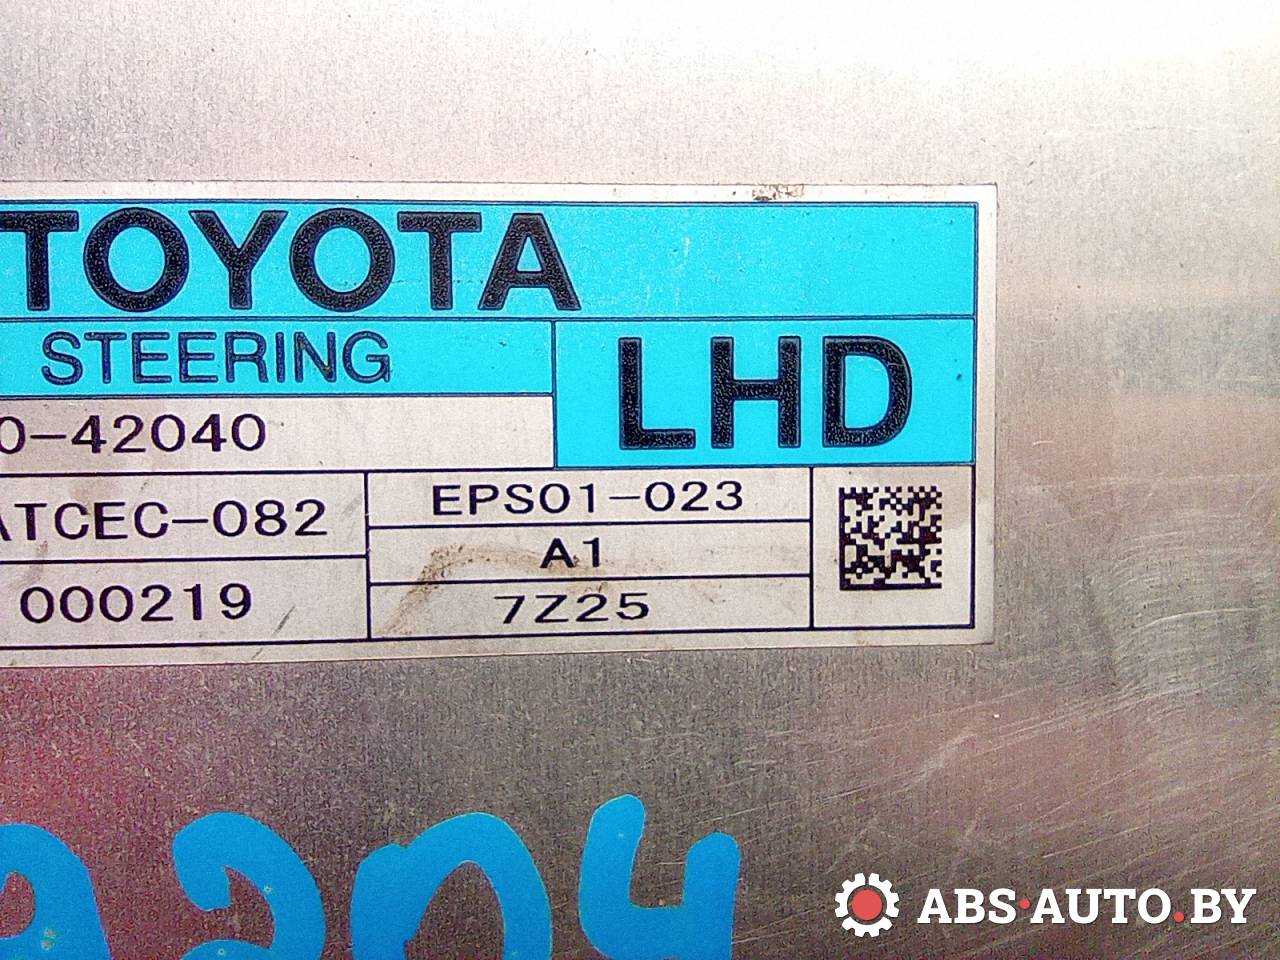 TOYOTA
STEERING
LHD
0-42040
ATCEC-082
EPS01-023
A1
000219
7Z25
ABS·AUTO.BY